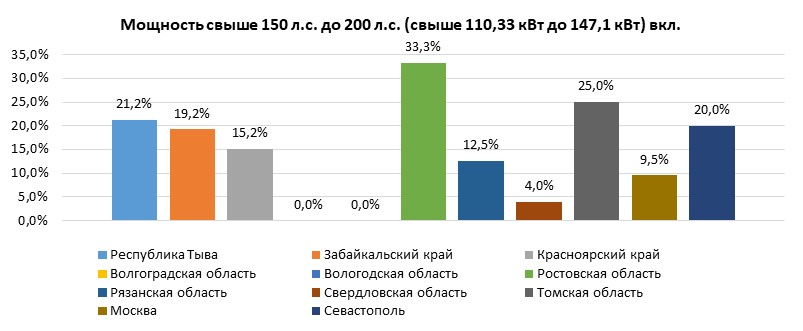 Мощность свыше 150 л.с. до 200 л.с. (свыше 110,33 кВт до 147,1 кВт) вкл.
35,0%
30,0%
25,0%
20,0%
15,0%
10,0%
5,0%
0,0%
21,2%
19,2%
15,2%
0,0%
0,0%
33,3%
12,5%
4,0%
25,0%
9,5%
20,0%
Республика Тыва
Забайкальский край
Красноярский край
Волгоградская область
Вологодская область
Ростовская область
Рязанская область
Свердловская область
Томская область
Москва
Севастополь